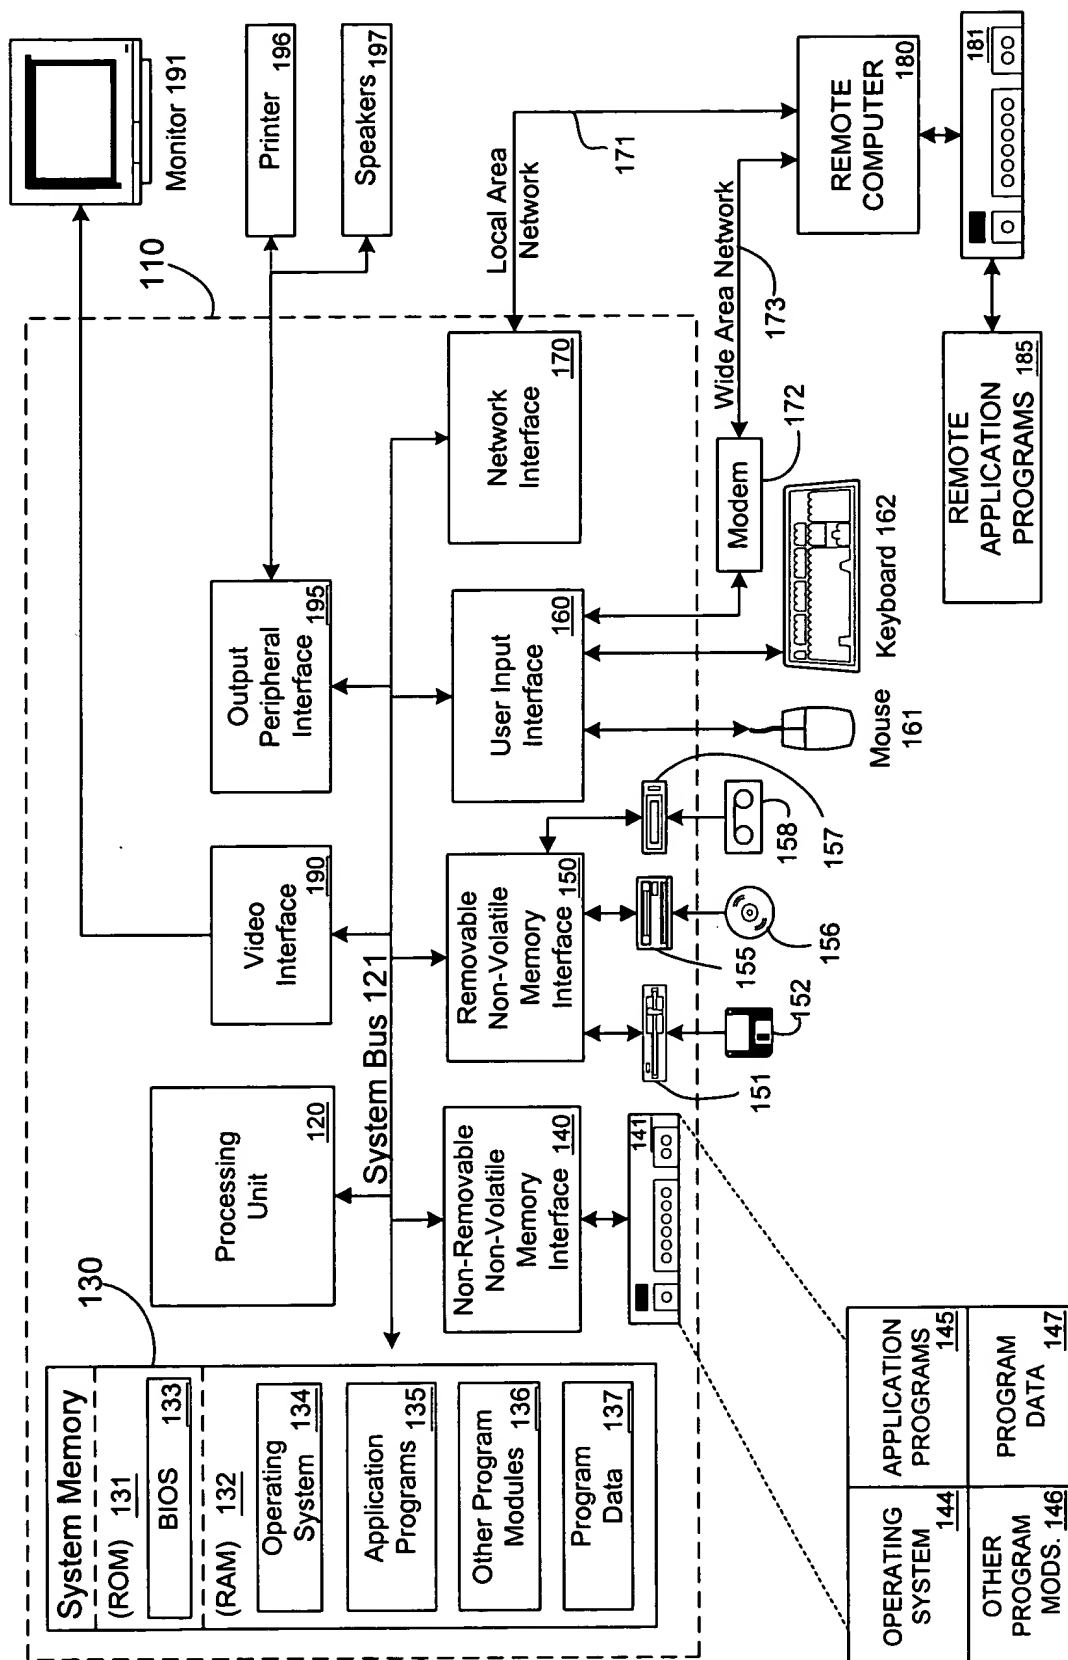 System Memory
(ROM) 131
BIOS 133
(RAM) 132
Operating
System 134
Application
Programs 135
Other Program
Modules 136
Program
Data 137
130
Processing
Unit
120
Video
Interface
190
Output
Peripheral
Interface
195
110
Monitor 191
Printer
196
Speakers
197
System Bus 121
Non-Removable
Non-Volatile
Memory
Interface 140
Removable
Non-Volatile
Memory
Interface 150
User Input
Interface
160
Network
Interface
170
Local Area
Network
171
141
151
152
155
156
157
158
Mouse
161
Keyboard 162
Modem
172
Wide Area Network
173
REMOTE
COMPUTER
180
181
REMOTE
APPLICATION
PROGRAMS 185
OPERATING
SYSTEM 144
APPLICATION
PROGRAMS 145
OTHER
PROGRAM
MODS. 146
PROGRAM
DATA 147